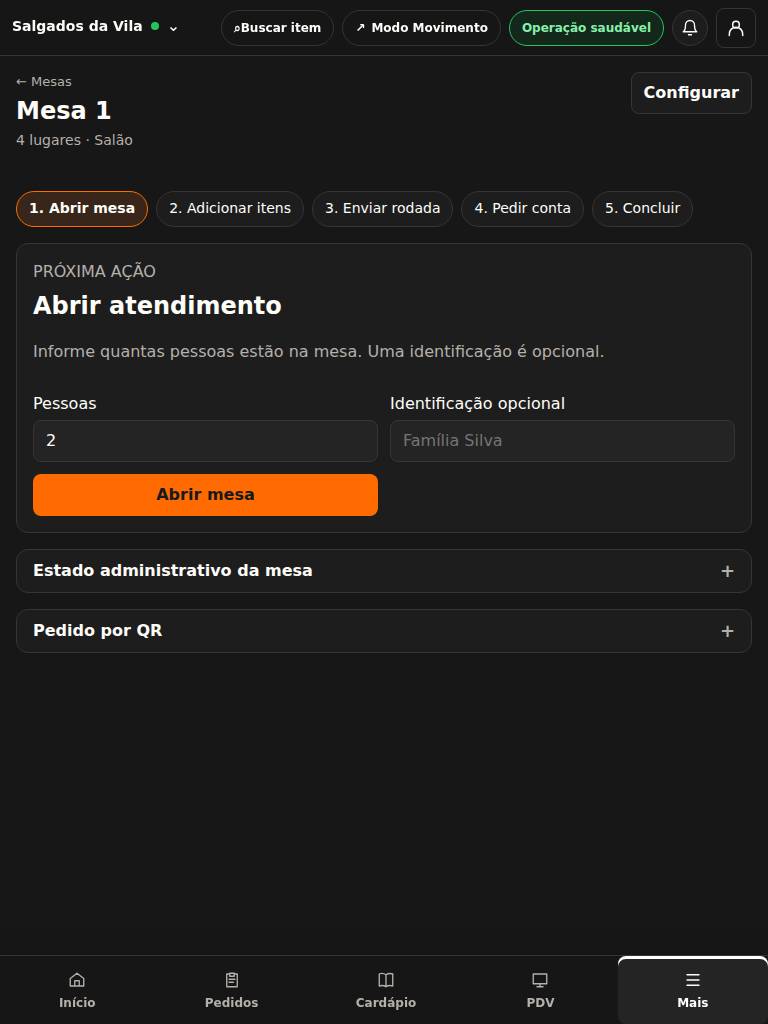 Salgados da Vila
Buscar item
↗ Modo Movimento
Operação saudável
← Mesas
Mesa 1
Configurar
4 lugares · Salão
1. Abrir mesa
2. Adicionar itens
3. Enviar rodada
4. Pedir conta
5. Concluir
PRÓXIMA AÇÃO
Abrir atendimento
Informe quantas pessoas estão na mesa. Uma identificação é opcional.
Pessoas
Identificação opcional
2
Família Silva
Abrir mesa
Estado administrativo da mesa +
Pedido por QR +
Início
Pedidos
Cardápio
PDV
Mais